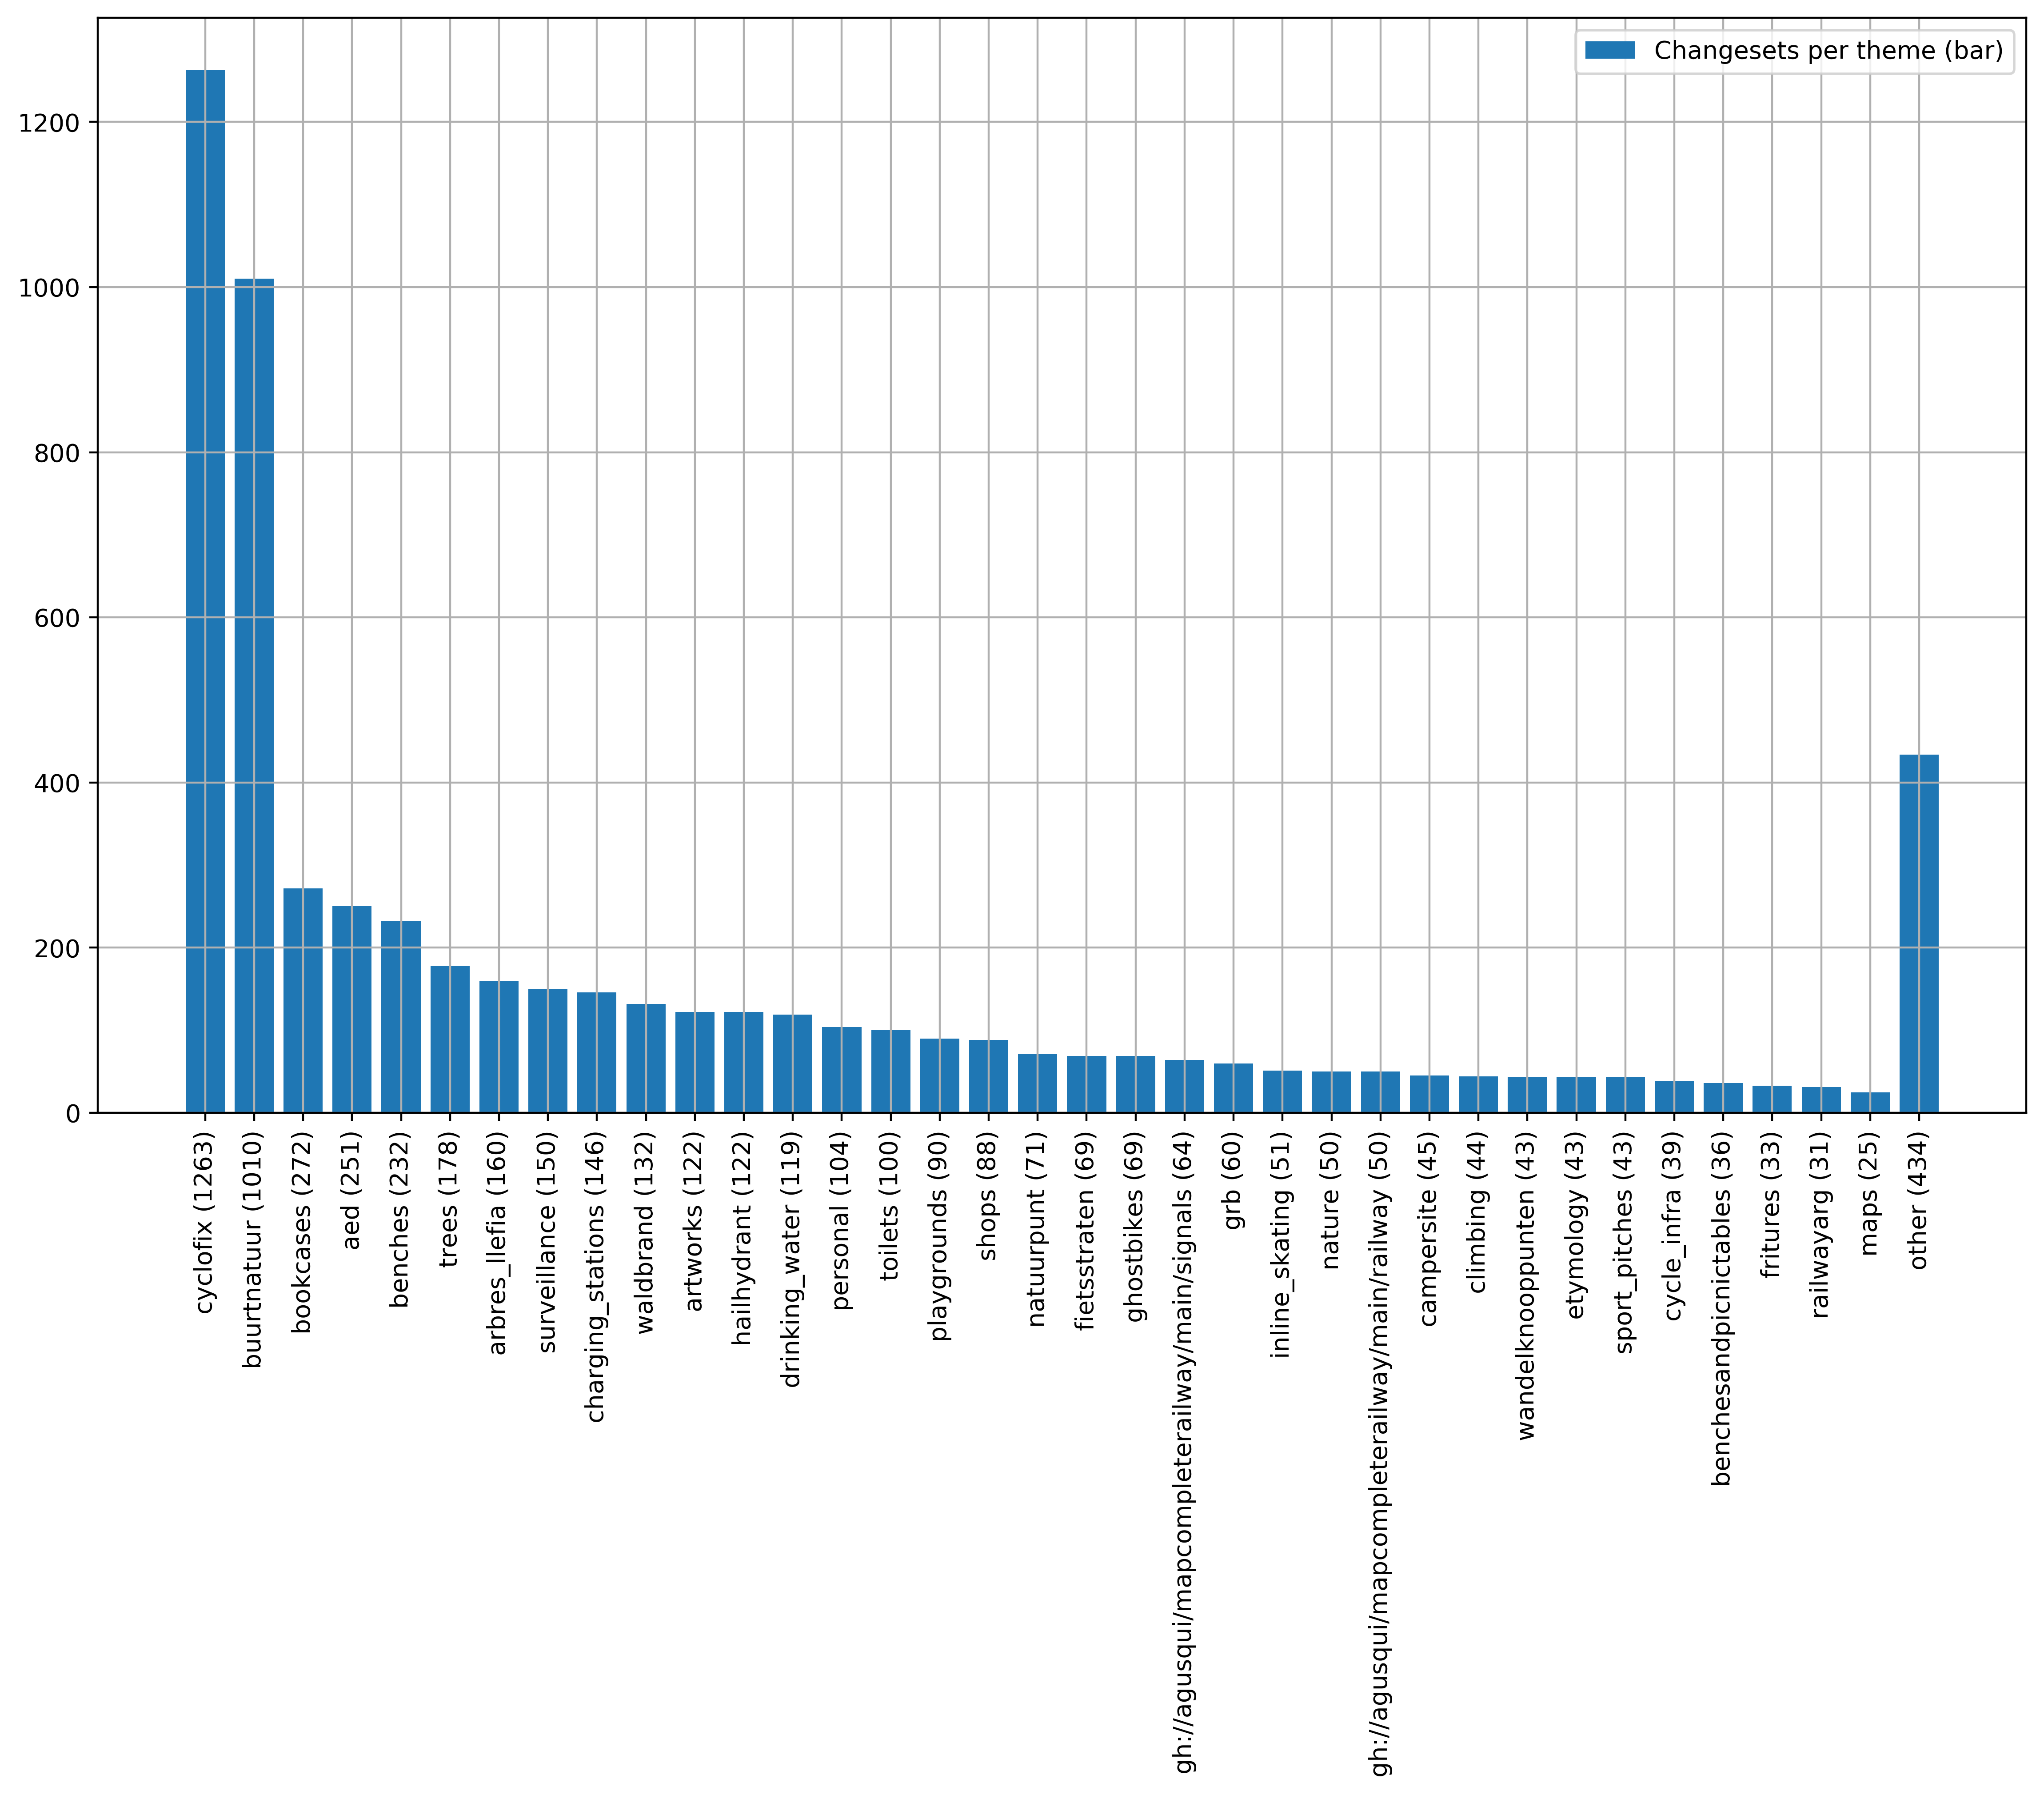 Changesets per theme (bar)
1200
1000
800
600
400
200
0
cyclofix (1263)
buurtnatuur (1010)
bookcases (272)
aed (251)
benches (232)
trees (178)
arbres_llefia (160)
surveillance (150)
charging_stations (146)
waldbrand (132)
artworks (122)
hailhydrant (122)
drinking_water (119)
personal (104)
toilets (100)
playgrounds (90)
shops (88)
natuurpunt (71)
fietsstraten (69)
ghostbikes (69)
gh://agusqui/mapcompleterailway/main/signals (64)
grb (60)
inline_skating (51)
nature (50)
gh://agusqui/mapcompleterailway/main/railway (50)
campersite (45)
climbing (44)
wandelknooppunten (43)
etymology (43)
sport_pitches (43)
cycle_infra (39)
benchesandpicnictables (36)
fritures (33)
railwayarg (31)
maps (25)
other (434)